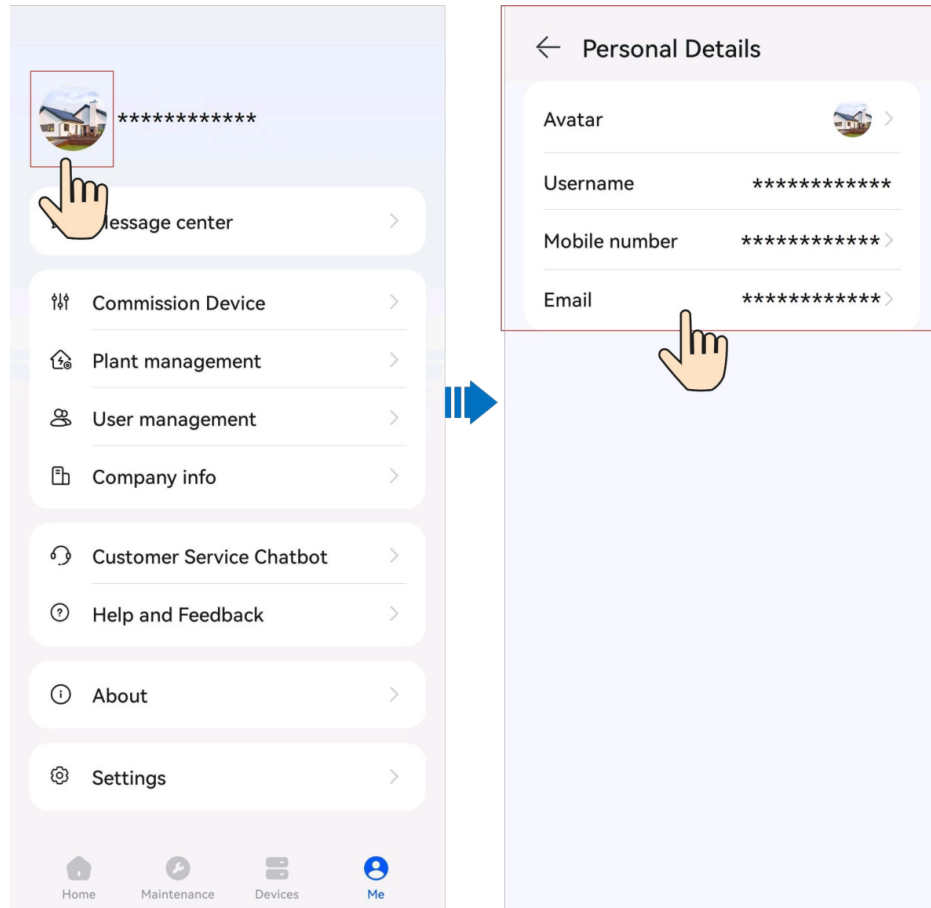 ************
Message center
Commission Device
Plant management
User management
Company info
Customer Service Chatbot
Help and Feedback
About
Settings
Home Maintenance Devices Me
Personal Details
Avatar
Username ************
Mobile number ************
Email ************